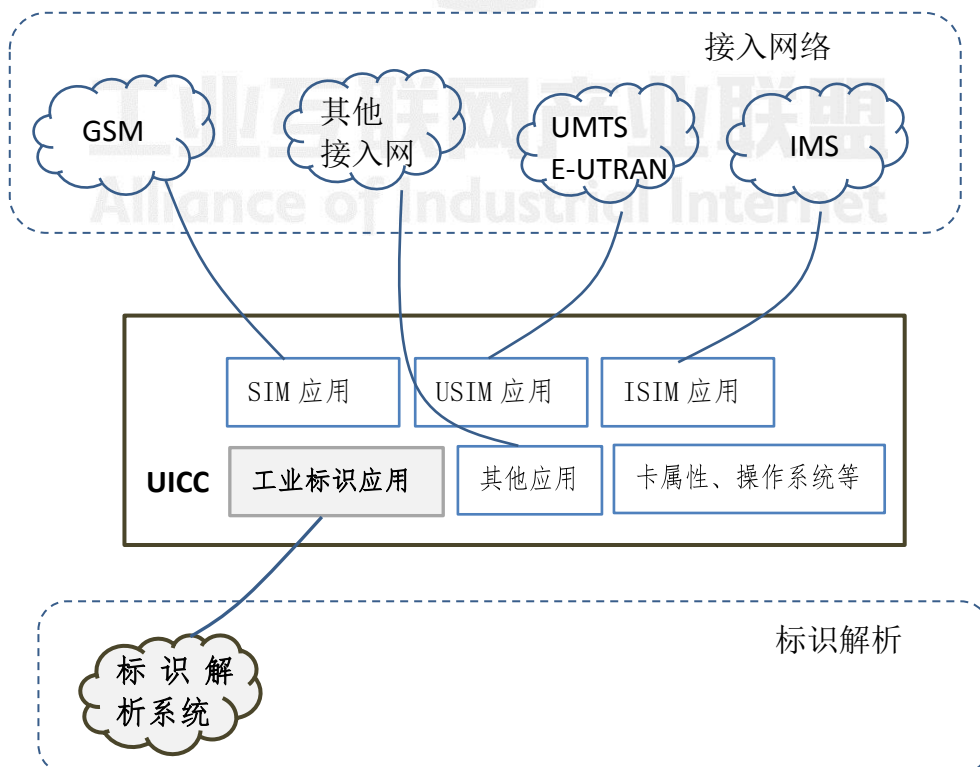 接入网络
工业互联网产业联盟
GSM
其他
接入网
UMTS
E-UTRAN
IMS
Alliance of Industrial Internet
SIM 应用
USIM 应用
ISIM 应用
UICC
工业标识应用
其他应用
卡属性、操作系统等
标识解析
标 识 解
析系统